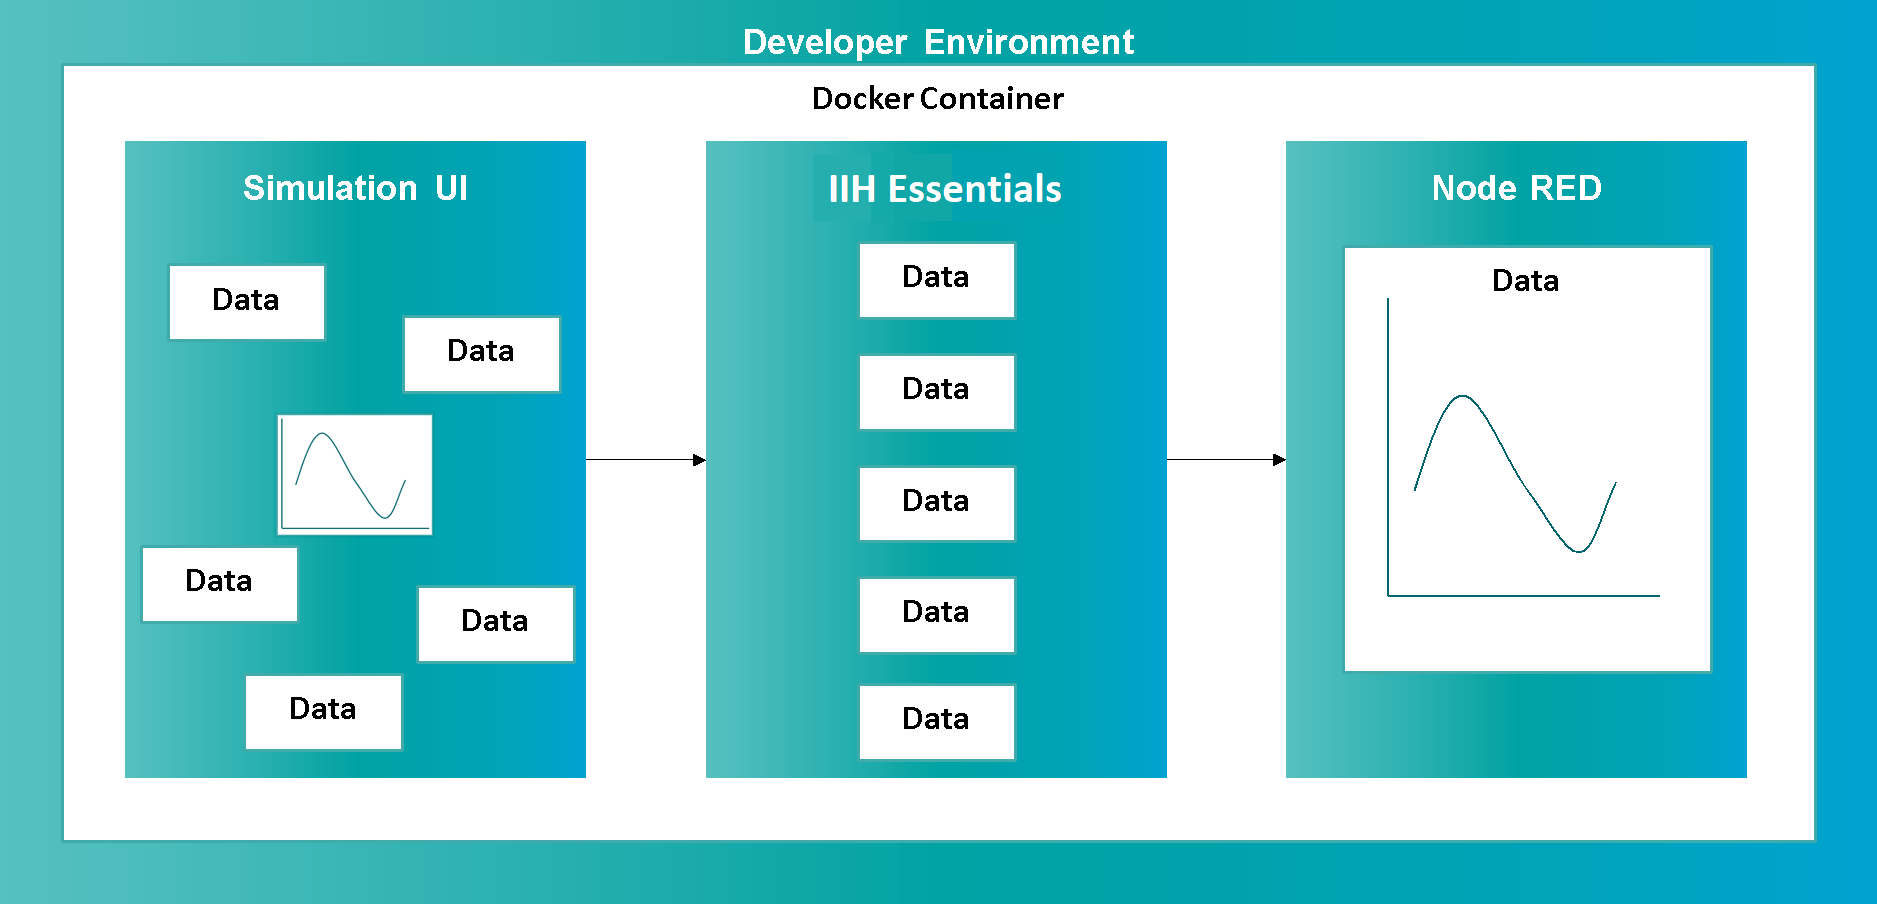 Developer Environment
Docker Container
Simulation UI
Data
Data
Data
Data
Data
IIH Essentials
Data
Data
Data
Data
Data
Node RED
Data